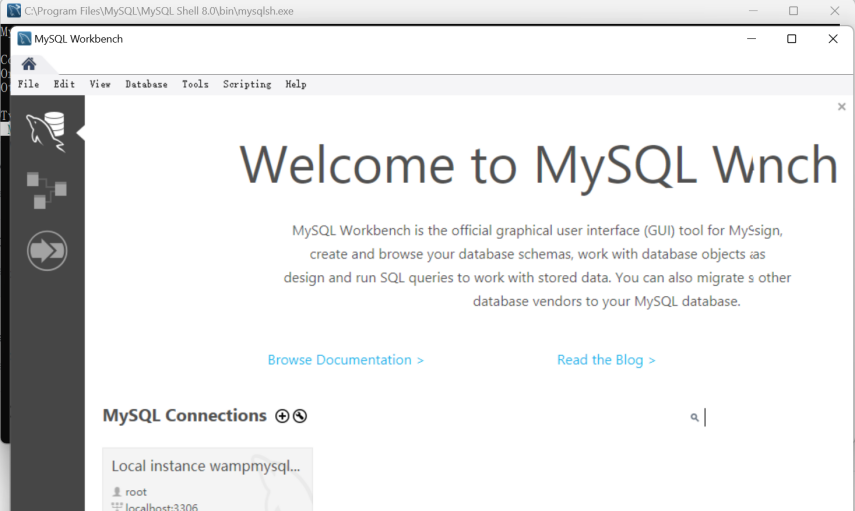 C:\Program Files\MySQL\MySQL Shell 8.0\bin\mysqlsh.exe
MySQL Workbench
File Edit View Database Tools Scripting Help
Welcome to MySQL Wnch
MySQL Workbench is the official graphical user interface (GUI) tool for MySsign,
create and browse your database schemas, work with database objects as
design and run SQL queries to work with stored data. You can also migrate s other
database vendors to your MySQL database.
Browse Documentation > Read the Blog >
MySQL Connections
Local instance wampmysql...
root
localhost:3306